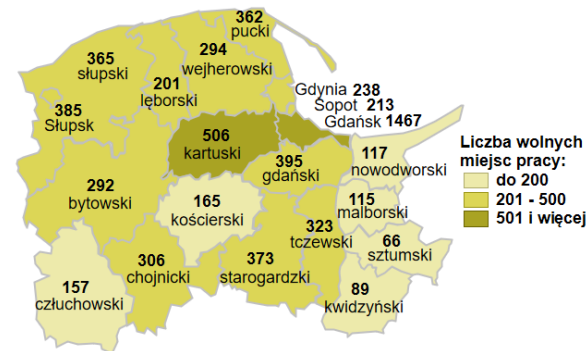 362
pucki
294
wejherowski
365
słupski
201
lęborski
Gdynia 238
Sopot 213
Gdańsk 1467
385
Słupsk
506
kartuski
395
gdański
117
nowodworski
292
bytowski
165
kościerski
115
malborski
323
tczewski
66
sztumski
306
chojnicki
373
starogardzki
157
człuchowski
89
kwidzyński
Liczba wolnych
miejsc pracy:
do 200
201 - 500
501 i więcej